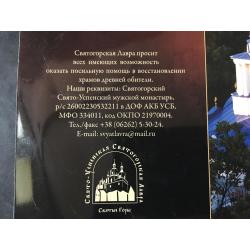 Святогорская Лавра просит
всех имеющих возможность
оказать посильную помощь в восстановлении
храмов древней обители.
Наши реквизиты: Святогорский
Свято-Успенский мужской монастырь,
р/с 26002230532211 в ДОФ АКБ УСБ,
МФО 334011, код ОКПО 21970004.
Тел./факс +38 (06262) 5-30-24.
E-mail: svyatlavra@mail.ru
Свято-Успенская Святогорская Лавра
Святыя Горы